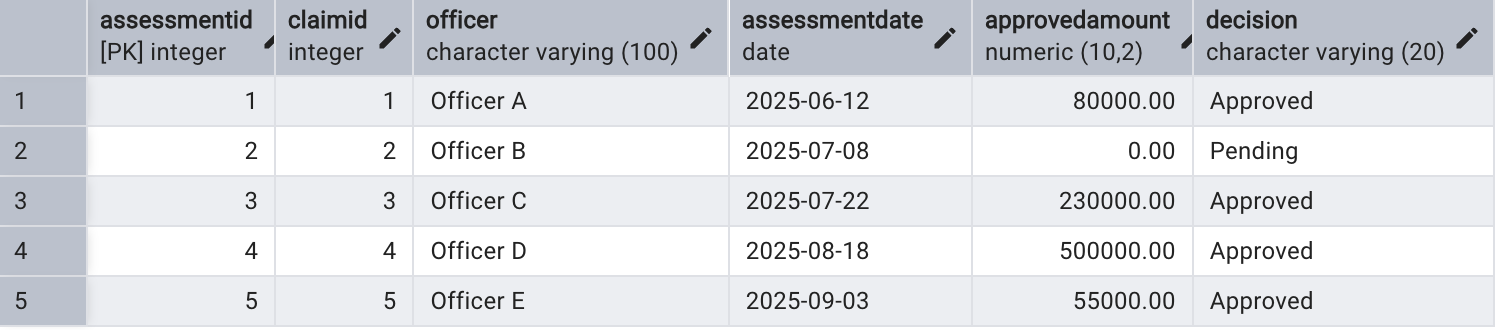 assessmentid claimid officer assessmentdate approvedamount decision
[PK] integer integer character varying (100) date numeric (10,2) character varying (20)
1 1 1 Officer A 2025-06-12 80000.00 Approved
2 2 2 Officer B 2025-07-08 0.00 Pending
3 3 3 Officer C 2025-07-22 230000.00 Approved
4 4 4 Officer D 2025-08-18 500000.00 Approved
5 5 5 Officer E 2025-09-03 55000.00 Approved